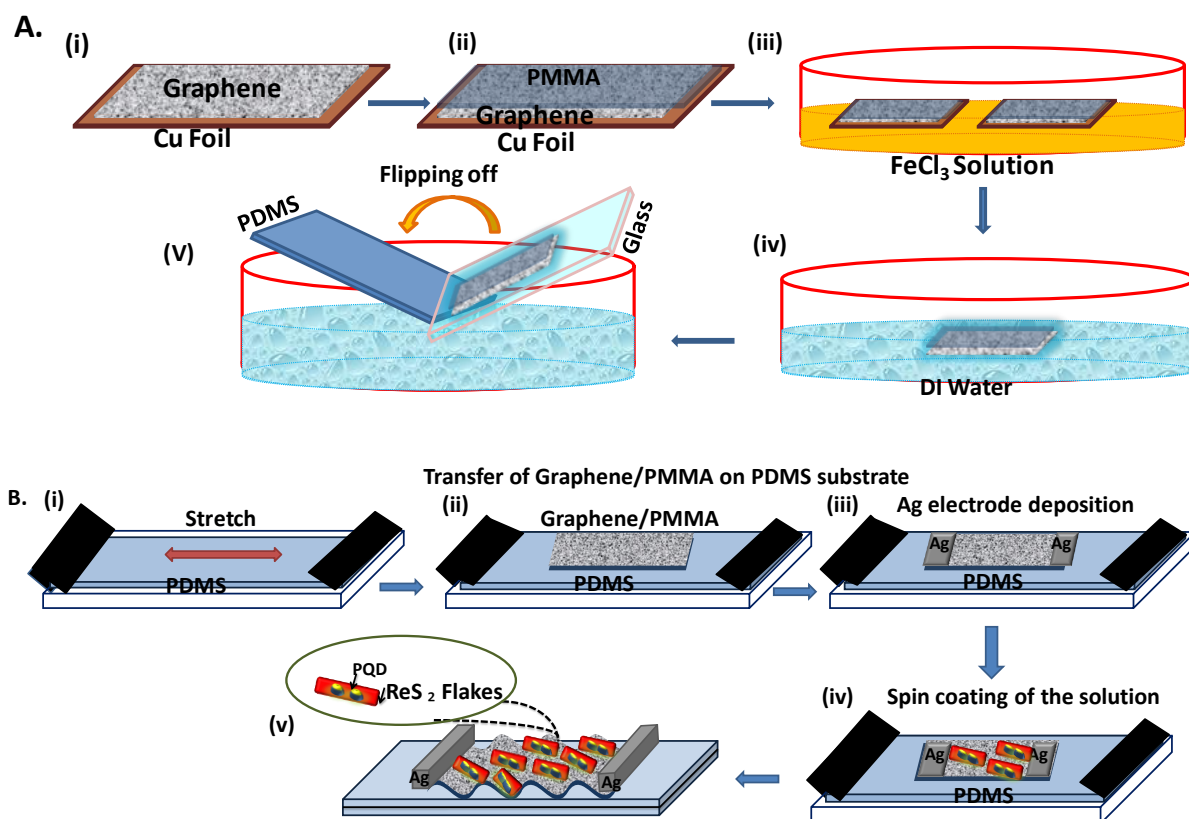 A.
(i)
Graphene
Cu Foil
(ii)
PMMA
Graphene
Cu Foil
(iii)
FeCl₃ Solution
(iv)
DI Water
(V)
Flipping off
PDMS
Glass
B.
(i)
Stretch
PDMS
Transfer of Graphene/PMMA on PDMS substrate
(ii)
Graphene/PMMA
PDMS
(iii)
Ag electrode deposition
Ag
Ag
PDMS
(iv)
Spin coating of the solution
Ag
Ag
PDMS
(v)
PQD
ReS ₂ Flakes
Ag
Ag